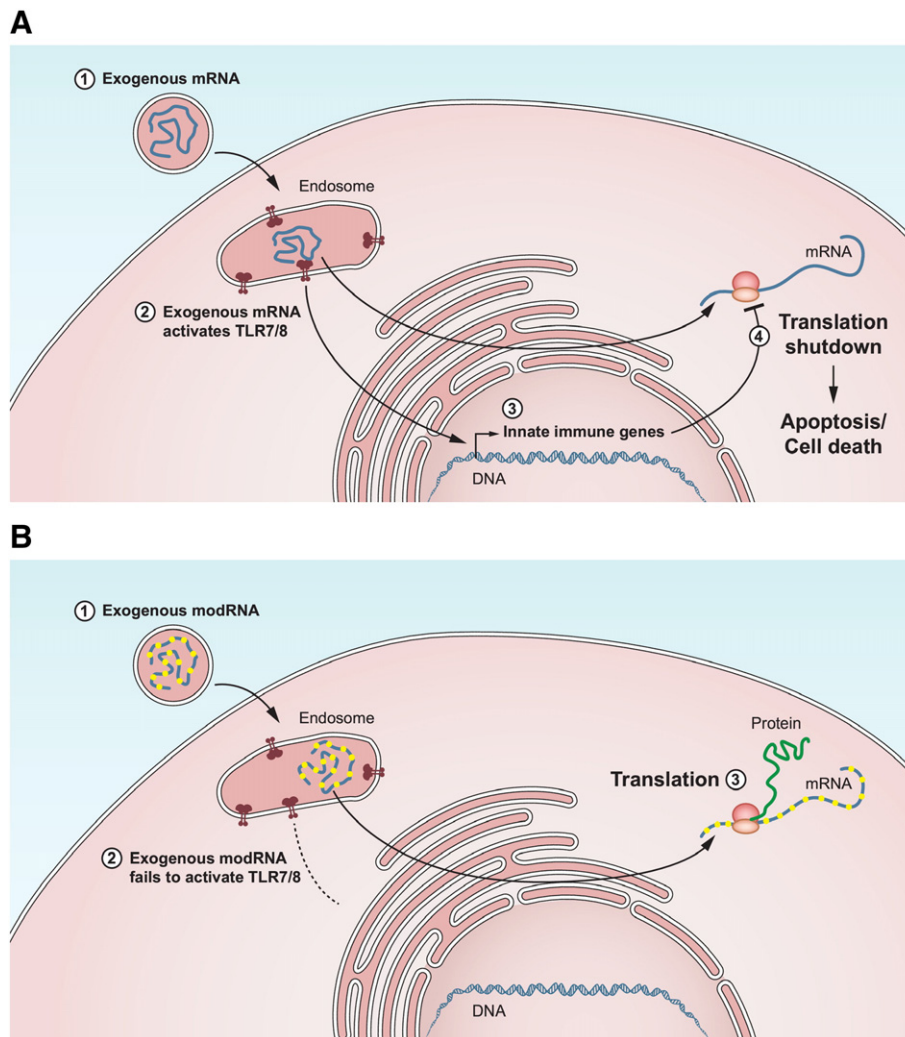 A
① Exogenous mRNA
Endosome
mRNA
② Exogenous mRNA
activates TLR7/8
④
Translation
shutdown
③
Innate immune genes
Apoptosis/
Cell death
DNA
B
① Exogenous modRNA
Endosome
Protein
Translation ③
mRNA
② Exogenous modRNA
fails to activate TLR7/8
DNA